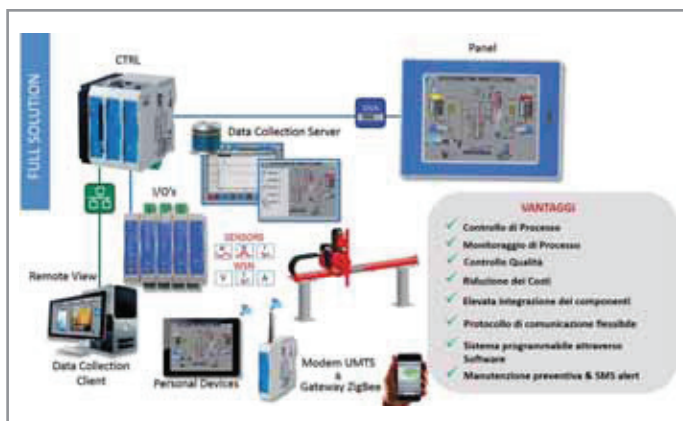 FULL SOLUTION
CTRL
Panel
Data Collection Server
I/O's
SENSORS
WSN
V
A
Remote View
Data Collection
Client
Personal Devices
Modem UMTS
&
Gateway ZigBee
VANTAGGI
Controllo di Processo
Monitoraggio di Processo
Controllo Qualità
Riduzione dei Costi
Elevata integrazione dei componenti
Protocollo di comunicazione flessibile
Sistema programmabile attraverso
Software
Manutenzione preventiva & SMS alert